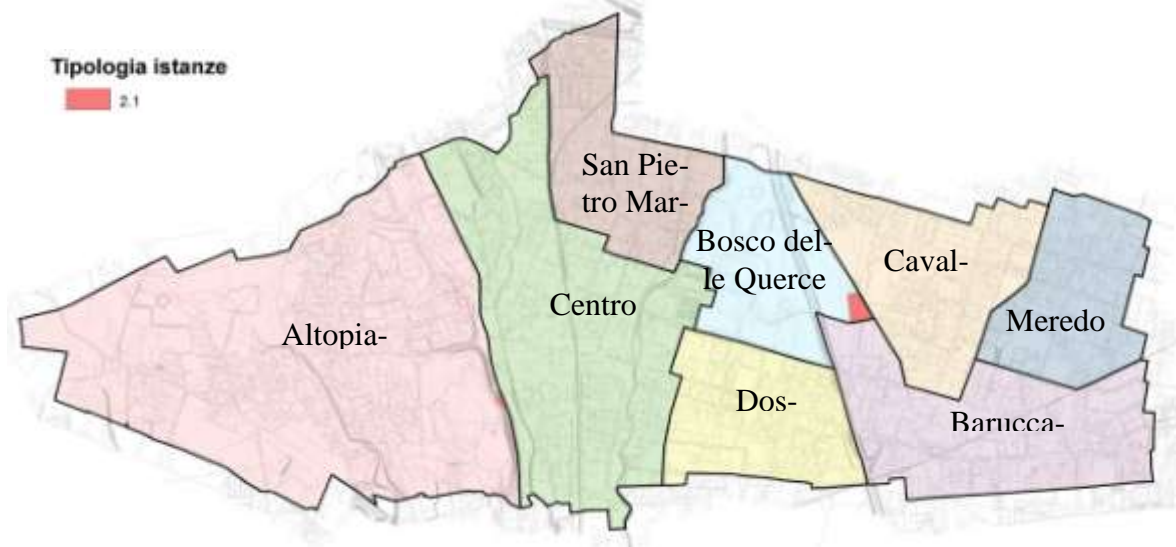 Tipologia istanze
2.1
San Pie-
tro Mar-
Bosco del-
le Querce
Caval-
Centro
Altopia-
Meredo
Dos-
Barucca-